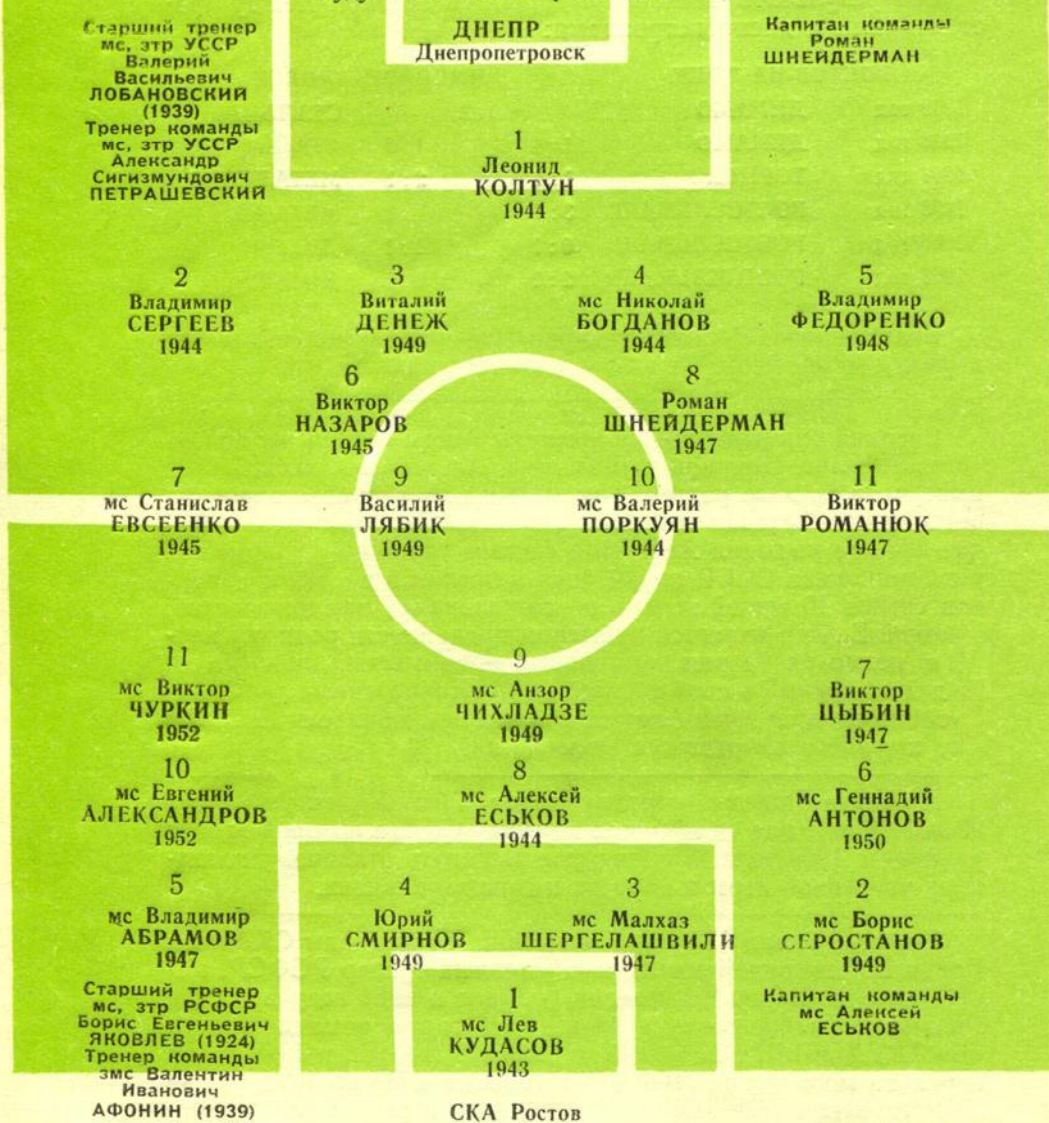 Старший тренер
мс, зтр УССР
Валерий
Васильевич
ЛОБАНОВСКИЙ
(1939)
Тренер команды
мс, зтр УССР
Александр
Сигизмундович
ПЕТРАШЕВСКИЙ
ДНЕПР
Днепропетровск
Капитан команды
Роман
ШНЕЙДЕРМАН
1
Леонид
КОЛТУН
1944
2
Владимир
СЕРГЕЕВ
1944
3
Виталий
ДЕНЕЖ
1949
4
мс Николай
БОГДАНОВ
1944
5
Владимир
ФЕДОРЕНКО
1948
6
Виктор
НАЗАРОВ
1945
8
Роман
ШНЕЙДЕРМАН
1947
7
мс Станислав
ЕВСЕЕНКО
1945
9
Василий
ЛЯБИК
1949
10
мс Валерий
ПОРКУЯН
1944
11
Виктор
РОМАНЮК
1947
11
мс Виктор
ЧУРКИН
1952
9
мс Анзор
ЧИХЛАДЗЕ
1949
7
Виктор
ЦЫБИН
1947
10
мс Евгений
АЛЕКСАНДРОВ
1952
8
мс Алексей
ЕСЬКОВ
1944
6
мс Геннадий
АНТОНОВ
1950
5
мс Владимир
АБРАМОВ
1947
4
Юрий
СМИРНОВ
1949
3
мс Малхаз
ШЕРГЕЛАШВИЛИ
1947
2
мс Борис
СЕРОСТАНОВ
1949
Старший тренер
мс, зтр РСФСР
Борис Евгеньевич
ЯКОВЛЕВ (1924)
Тренер команды
змс Валентин
Иванович
АФОНИН (1939)
1
мс Лев
КУДАСОВ
1943
Капитан команды
мс Алексей
ЕСЬКОВ
СКА Ростов